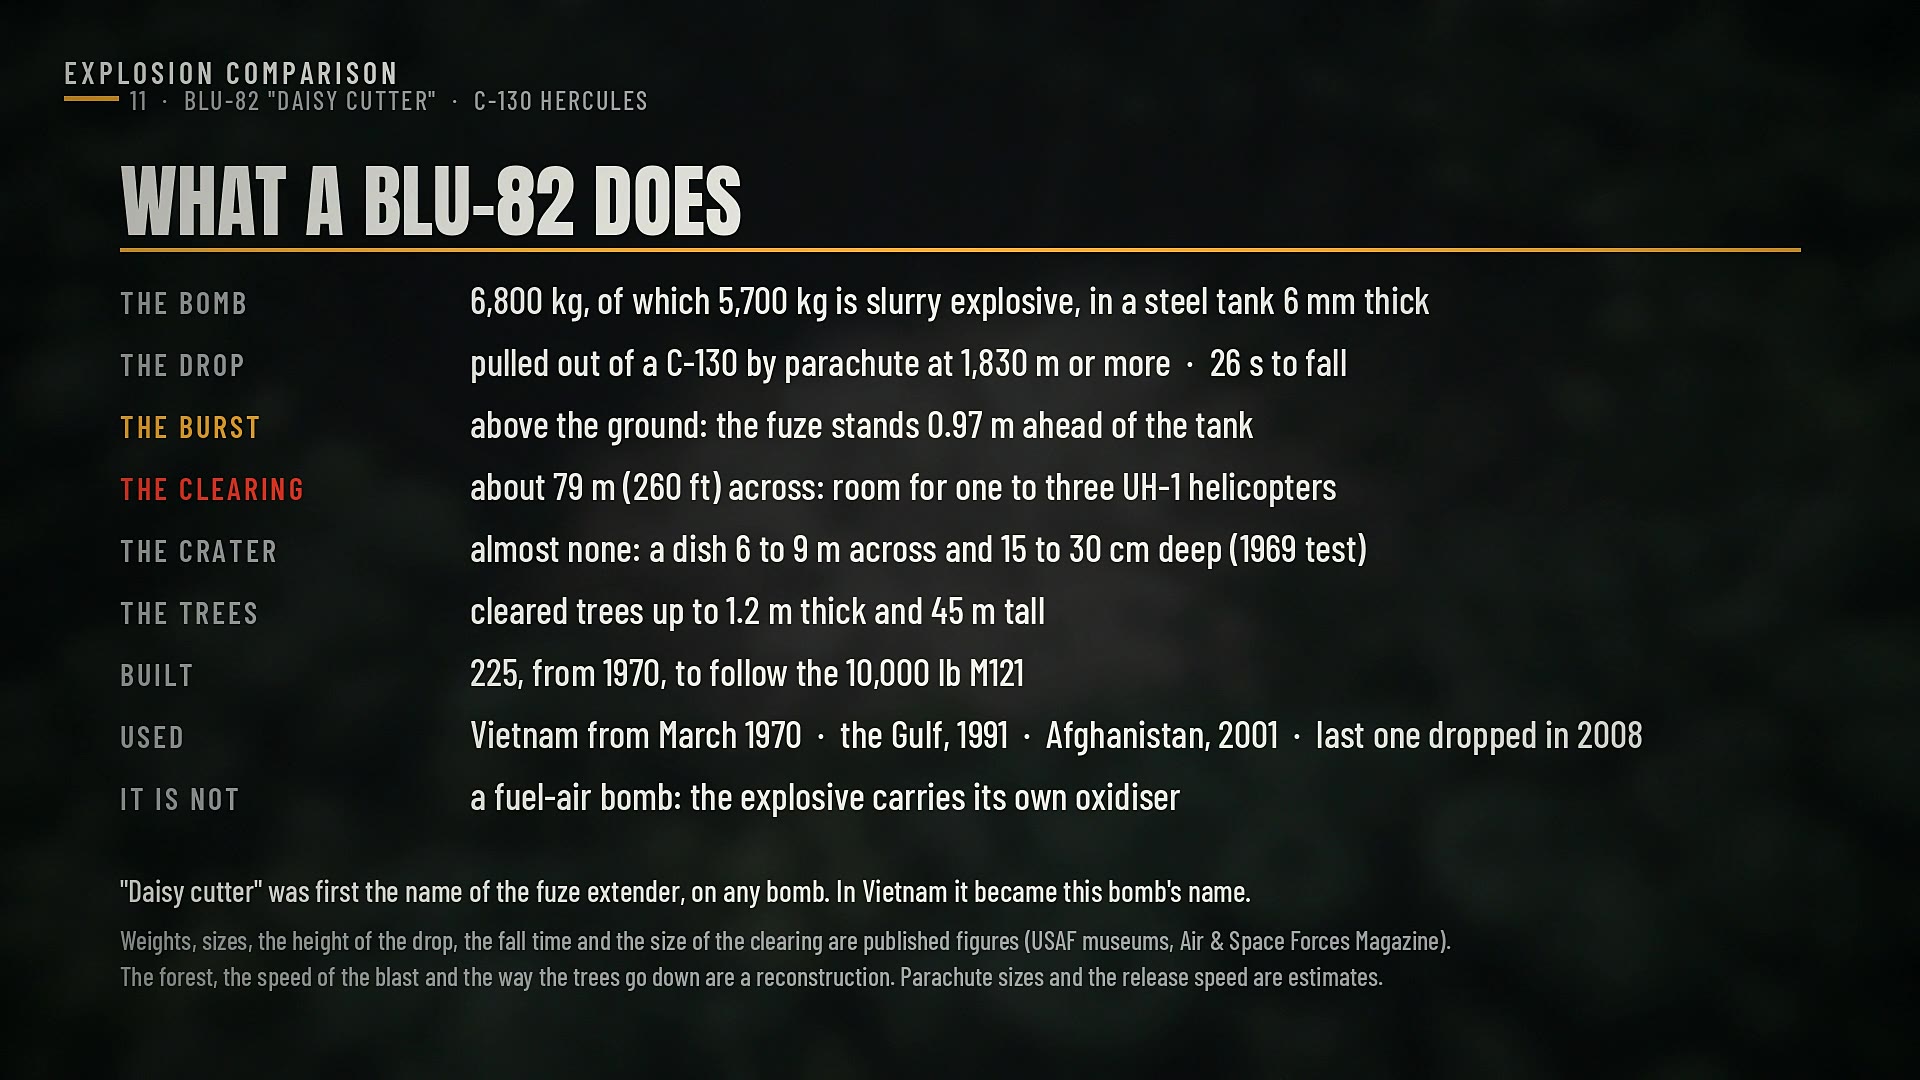 EXPLOSION COMPARISON
11 · BLU-82 "DAISY CUTTER" · C-130 HERCULES
WHAT A BLU-82 DOES
THE BOMB 6,800 kg, of which 5,700 kg is slurry explosive, in a steel tank 6 mm thick
THE DROP pulled out of a C-130 by parachute at 1,830 m or more · 26 s to fall
THE BURST above the ground: the fuze stands 0.97 m ahead of the tank
THE CLEARING about 79 m (260 ft) across: room for one to three UH-1 helicopters
THE CRATER almost none: a dish 6 to 9 m across and 15 to 30 cm deep (1969 test)
THE TREES cleared trees up to 1.2 m thick and 45 m tall
BUILT 225, from 1970, to follow the 10,000 lb M121
USED Vietnam from March 1970 · the Gulf, 1991 · Afghanistan, 2001 · last one dropped in 2008
IT IS NOT a fuel-air bomb: the explosive carries its own oxidiser
"Daisy cutter" was first the name of the fuze extender, on any bomb. In Vietnam it became this bomb's name.
Weights, sizes, the height of the drop, the fall time and the size of the clearing are published figures (USAF museums, Air & Space Forces Magazine).
The forest, the speed of the blast and the way the trees go down are a reconstruction. Parachute sizes and the release speed are estimates.